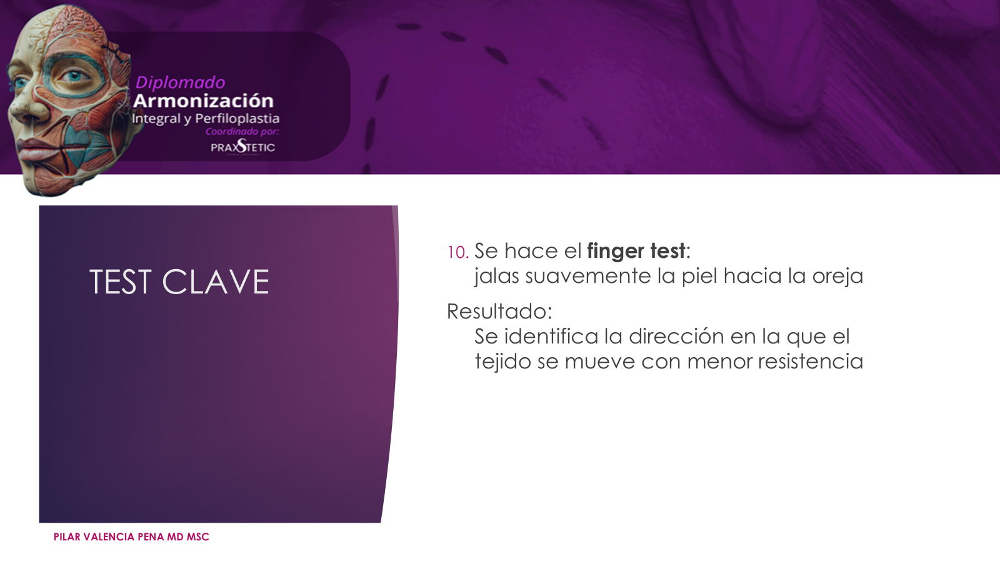 Diplomado
Armonización
Integral y Perfiloplastia
Coordinado por:
PRAXSTETIC
TEST CLAVE
10. Se hace el finger test:
jalas suavemente la piel hacia la oreja
Resultado:
Se identifica la dirección en la que el
tejido se mueve con menor resistencia
PILAR VALENCIA PENA MD MSC